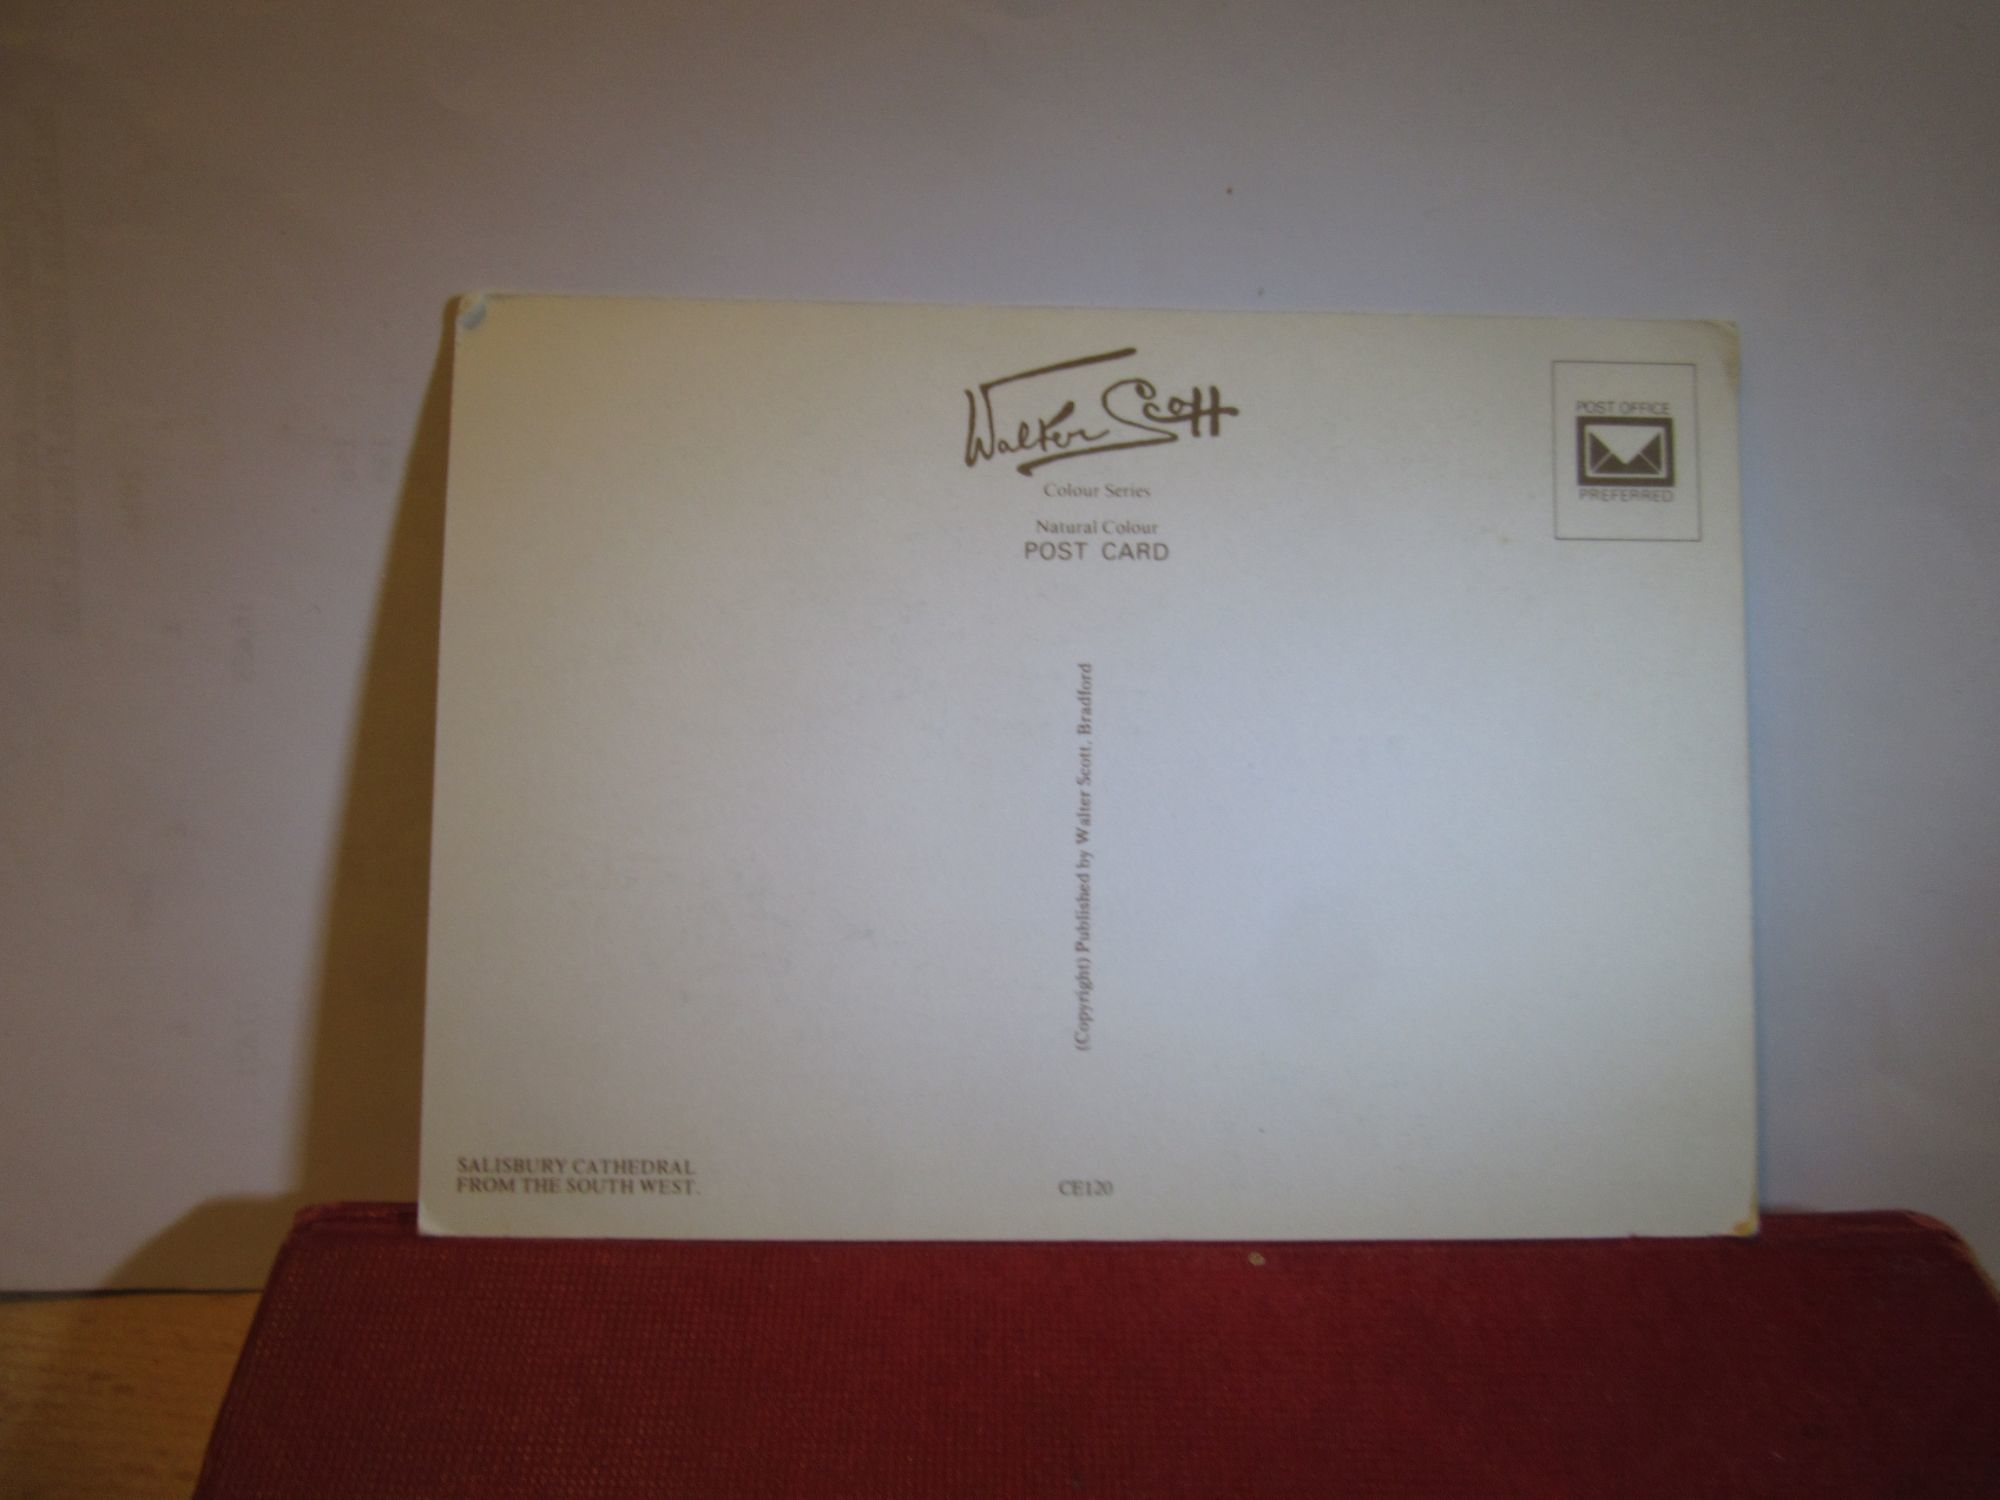 Walter Scott
Colour Series
Natural Colour
POST CARD
POST OFFICE
PREFERRED
(Copyright) Published by Walter Scott, Bradford
SALISBURY CATHEDRAL
FROM THE SOUTH WEST.
CE120